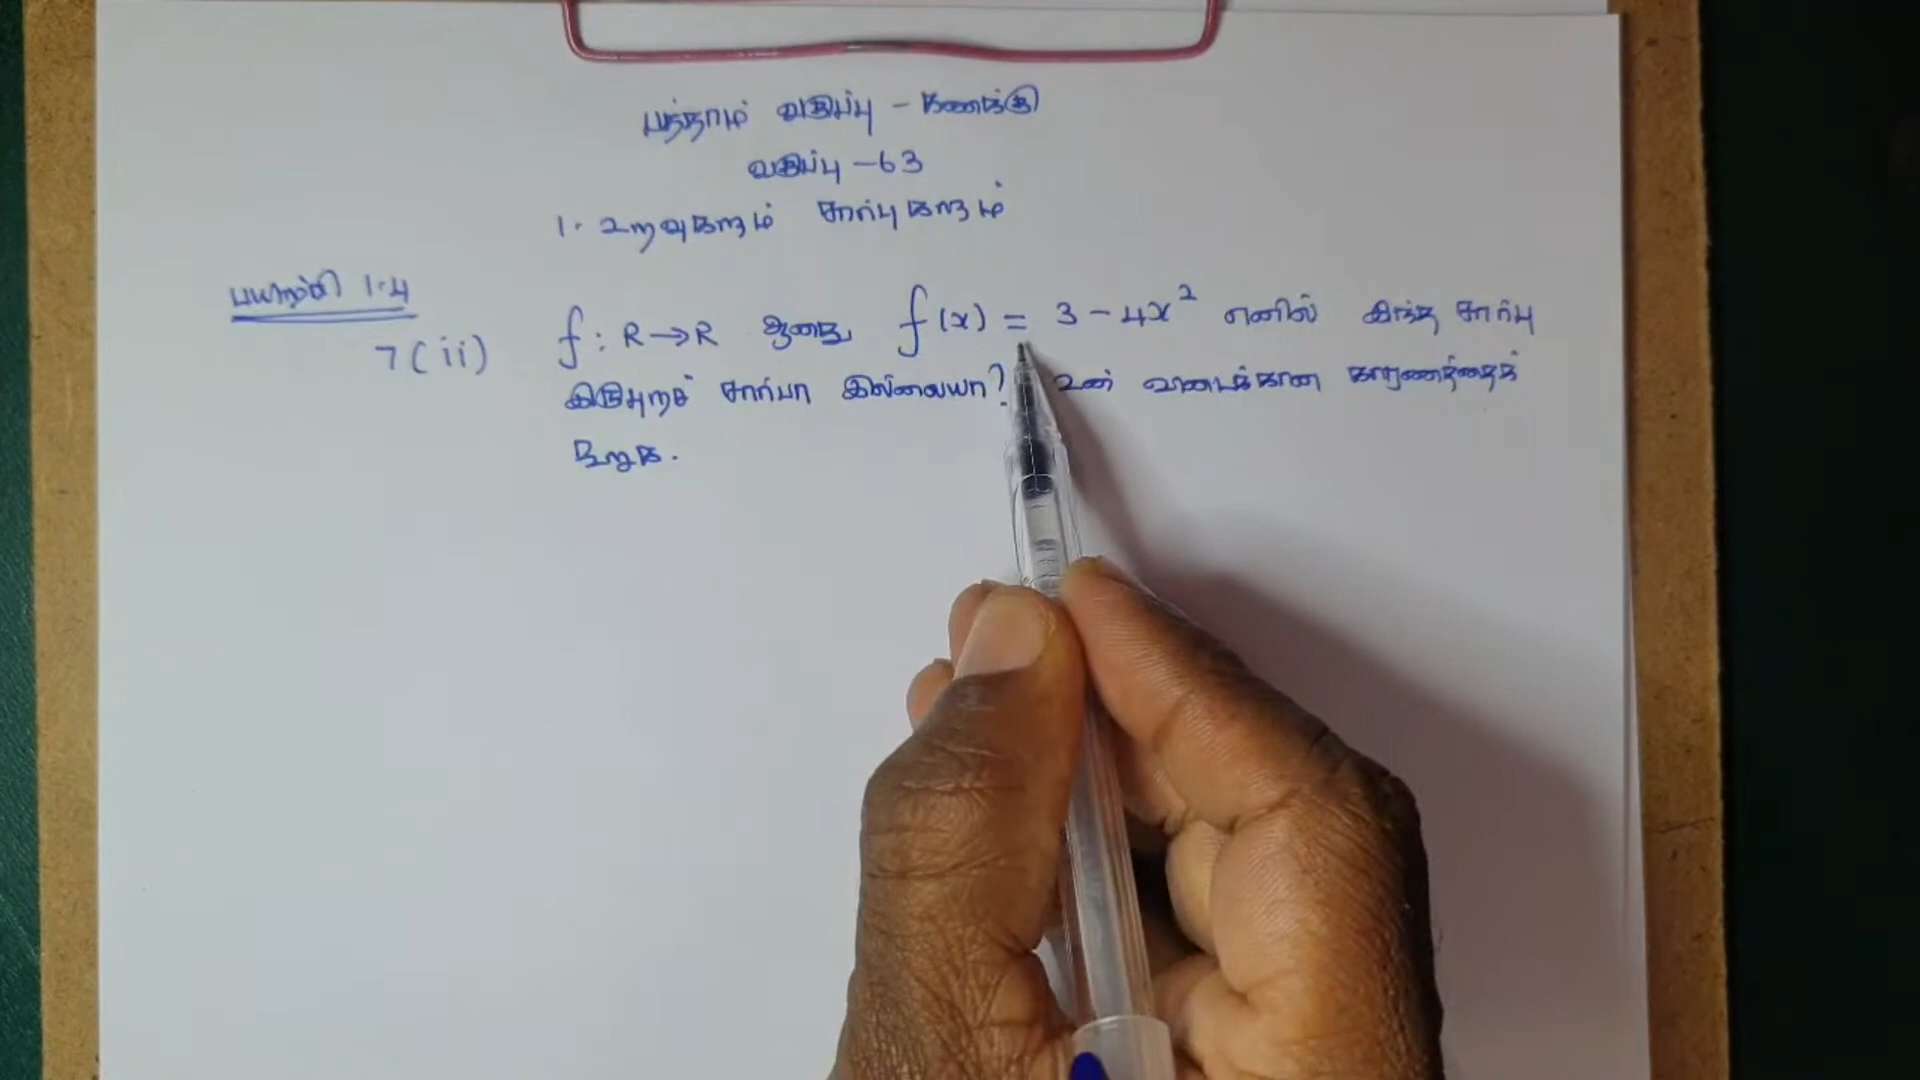 பத்தாம் வகுப்பு - கணக்கு
வகுப்பு - 63
1. உறவுகளும் சார்புகளும்
பயிற்சி 1.4
7(ii) f : R→R ஆனது f(x) = 3 - 4x² எனில் இந்த சார்பு
இருபுறச் சார்பா இல்லையா? உன் விடைக்கான காரணத்தைக்
கூறுக.